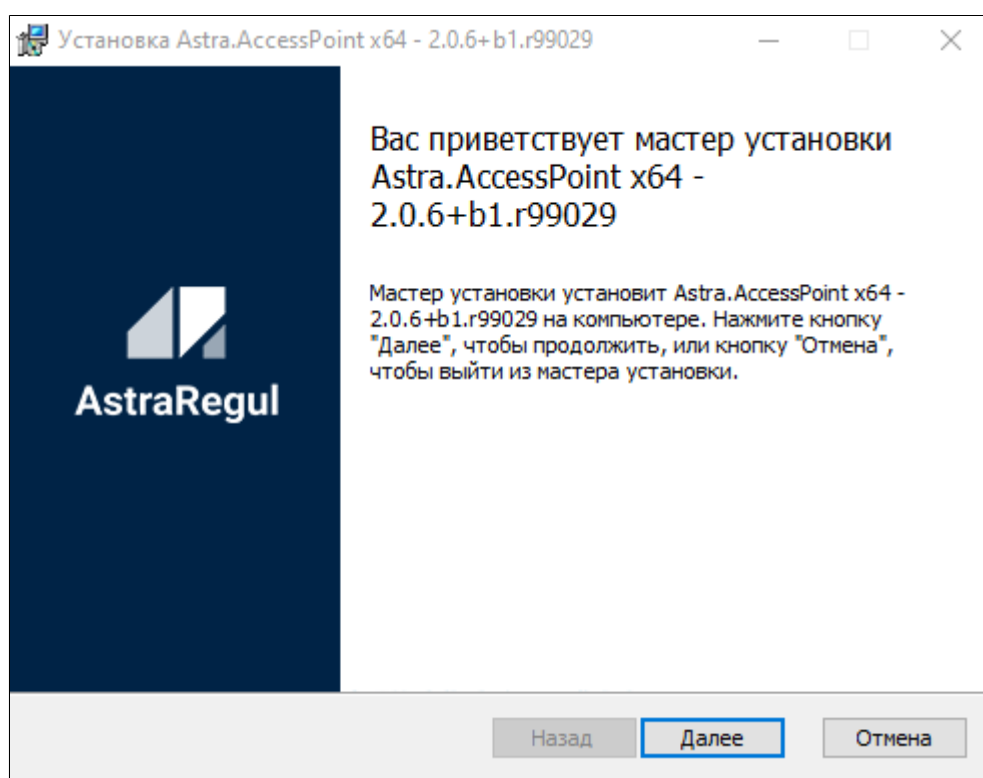 Установка Astra.AccessPoint x64 - 2.0.6+b1.r99029
Вас приветствует мастер установки
Astra.AccessPoint x64 -
2.0.6+b1.r99029
Мастер установки установит Astra.AccessPoint x64 -
2.0.6+b1.r99029 на компьютере. Нажмите кнопку
"Далее", чтобы продолжить, или кнопку "Отмена",
чтобы выйти из мастера установки.
AstraRegul
Назад
Далее
Отмена